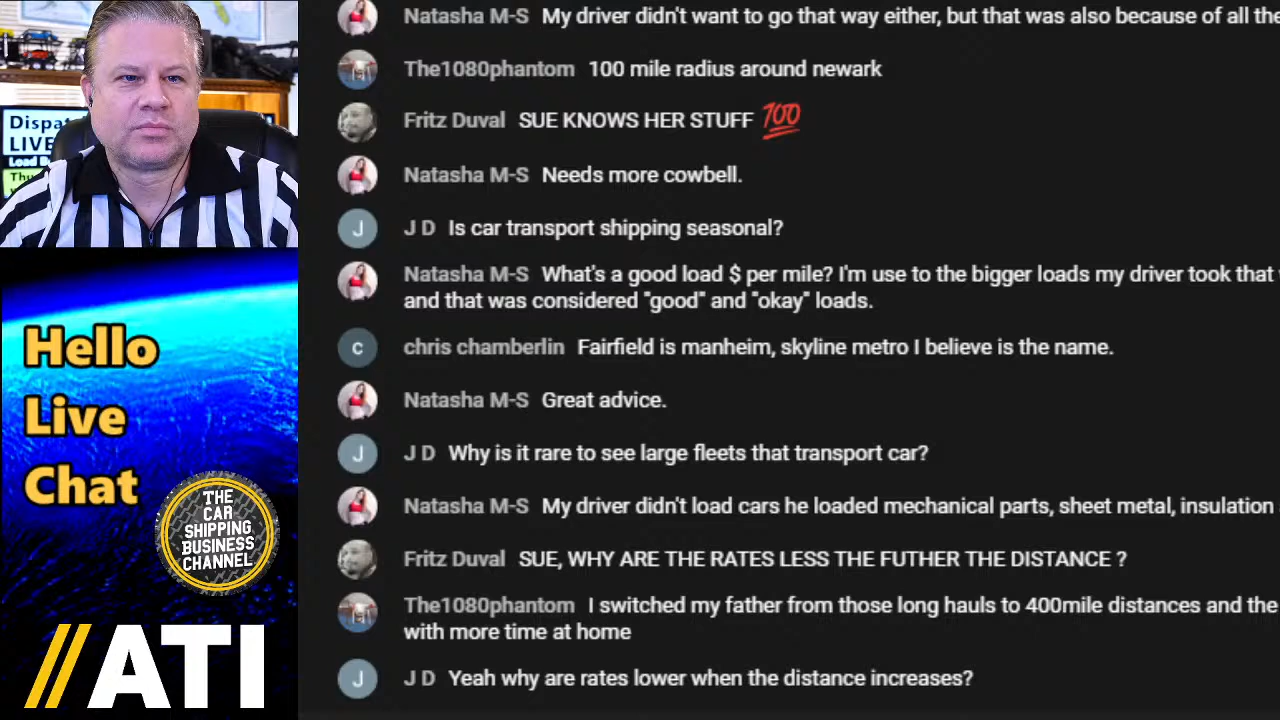 Natasha M-S My driver didn't want to go that way either, but that was also because of all the
The1080phantom 100 mile radius around newark
Fritz Duval SUE KNOWS HER STUFF 💯
Natasha M-S Needs more cowbell.
J
J D Is car transport shipping seasonal?
Natasha M-S What's a good load $ per mile? I'm use to the bigger loads my driver took that
and that was considered "good" and "okay" loads.
c
chris chamberlin Fairfield is manheim, skyline metro I believe is the name.
Natasha M-S Great advice.
J
J D Why is it rare to see large fleets that transport car?
Natasha M-S My driver didn't load cars he loaded mechanical parts, sheet metal, insulation
Fritz Duval SUE, WHY ARE THE RATES LESS THE FUTHER THE DISTANCE ?
The1080phantom I switched my father from those long hauls to 400mile distances and the
with more time at home
J
J D Yeah why are rates lower when the distance increases?
Dispat
LIVE
Load B
Thu
Hello
Live
Chat
THE
CAR
SHIPPING
BUSINESS
CHANNEL
//ATI